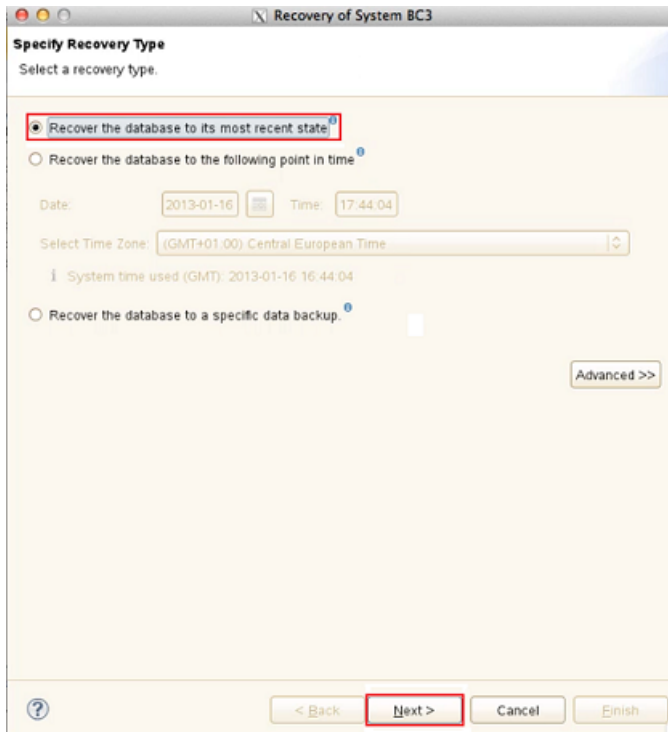 Recovery of System BC3
Specify Recovery Type
Select a recovery type.
Recover the database to its most recent state
Recover the database to the following point in time
Date: 2013-01-16 Time: 17:44:04
Select Time Zone: (GMT+01:00) Central European Time
i System time used (GMT): 2013-01-16 16:44:04
Recover the database to a specific data backup.
Advanced >>
? < Back Next > Cancel Finish